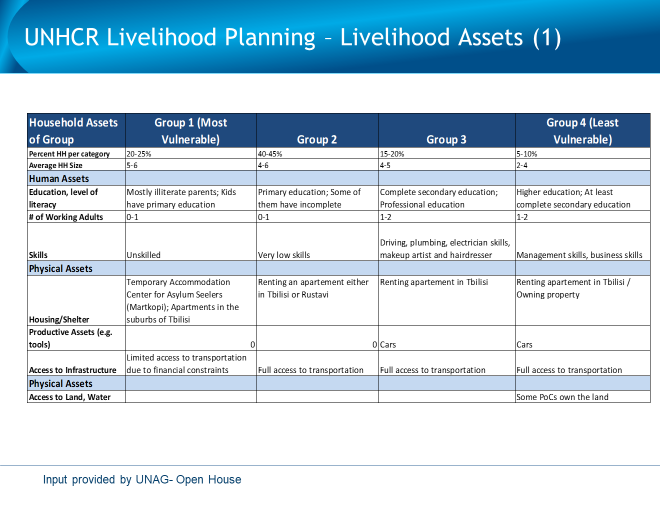 UNHCR Livelihood Planning – Livelihood Assets (1)
Household Assets of Group | Group 1 (Most Vulnerable) | Group 2 | Group 3 | Group 4 (Least Vulnerable)
Percent HH per category | 20-25% | 40-45% | 15-20% | 5-10%
Average HH Size | 5-6 | 4-6 | 4-5 | 2-4
Human Assets
Education, level of literacy | Mostly illiterate parents; Kids have primary education | Primary education; Some of them have incomplete | Complete secondary education; Professional education | Higher education; At least complete secondary education
# of Working Adults | 0-1 | 0-1 | 1-2 | 1-2
Skills | Unskilled | Very low skills | Driving, plumbing, electrician skills, makeup artist and hairdresser | Management skills, business skills
Physical Assets
Housing/Shelter | Temporary Accommodation Center for Asylum Seelers (Martkopi); Apartments in the suburbs of Tbilisi | Renting an apartement either in Tbilisi or Rustavi | Renting apartement in Tbilisi | Renting apartement in Tbilisi / Owning property
Productive Assets (e.g. tools) | 0 | 0 | Cars | Cars
Access to Infrastructure | Limited access to transportation due to financial constraints | Full access to transportation | Full access to transportation | Full access to transportation
Physical Assets
Access to Land, Water | Some PoCs own the land
Input provided by UNAG- Open House